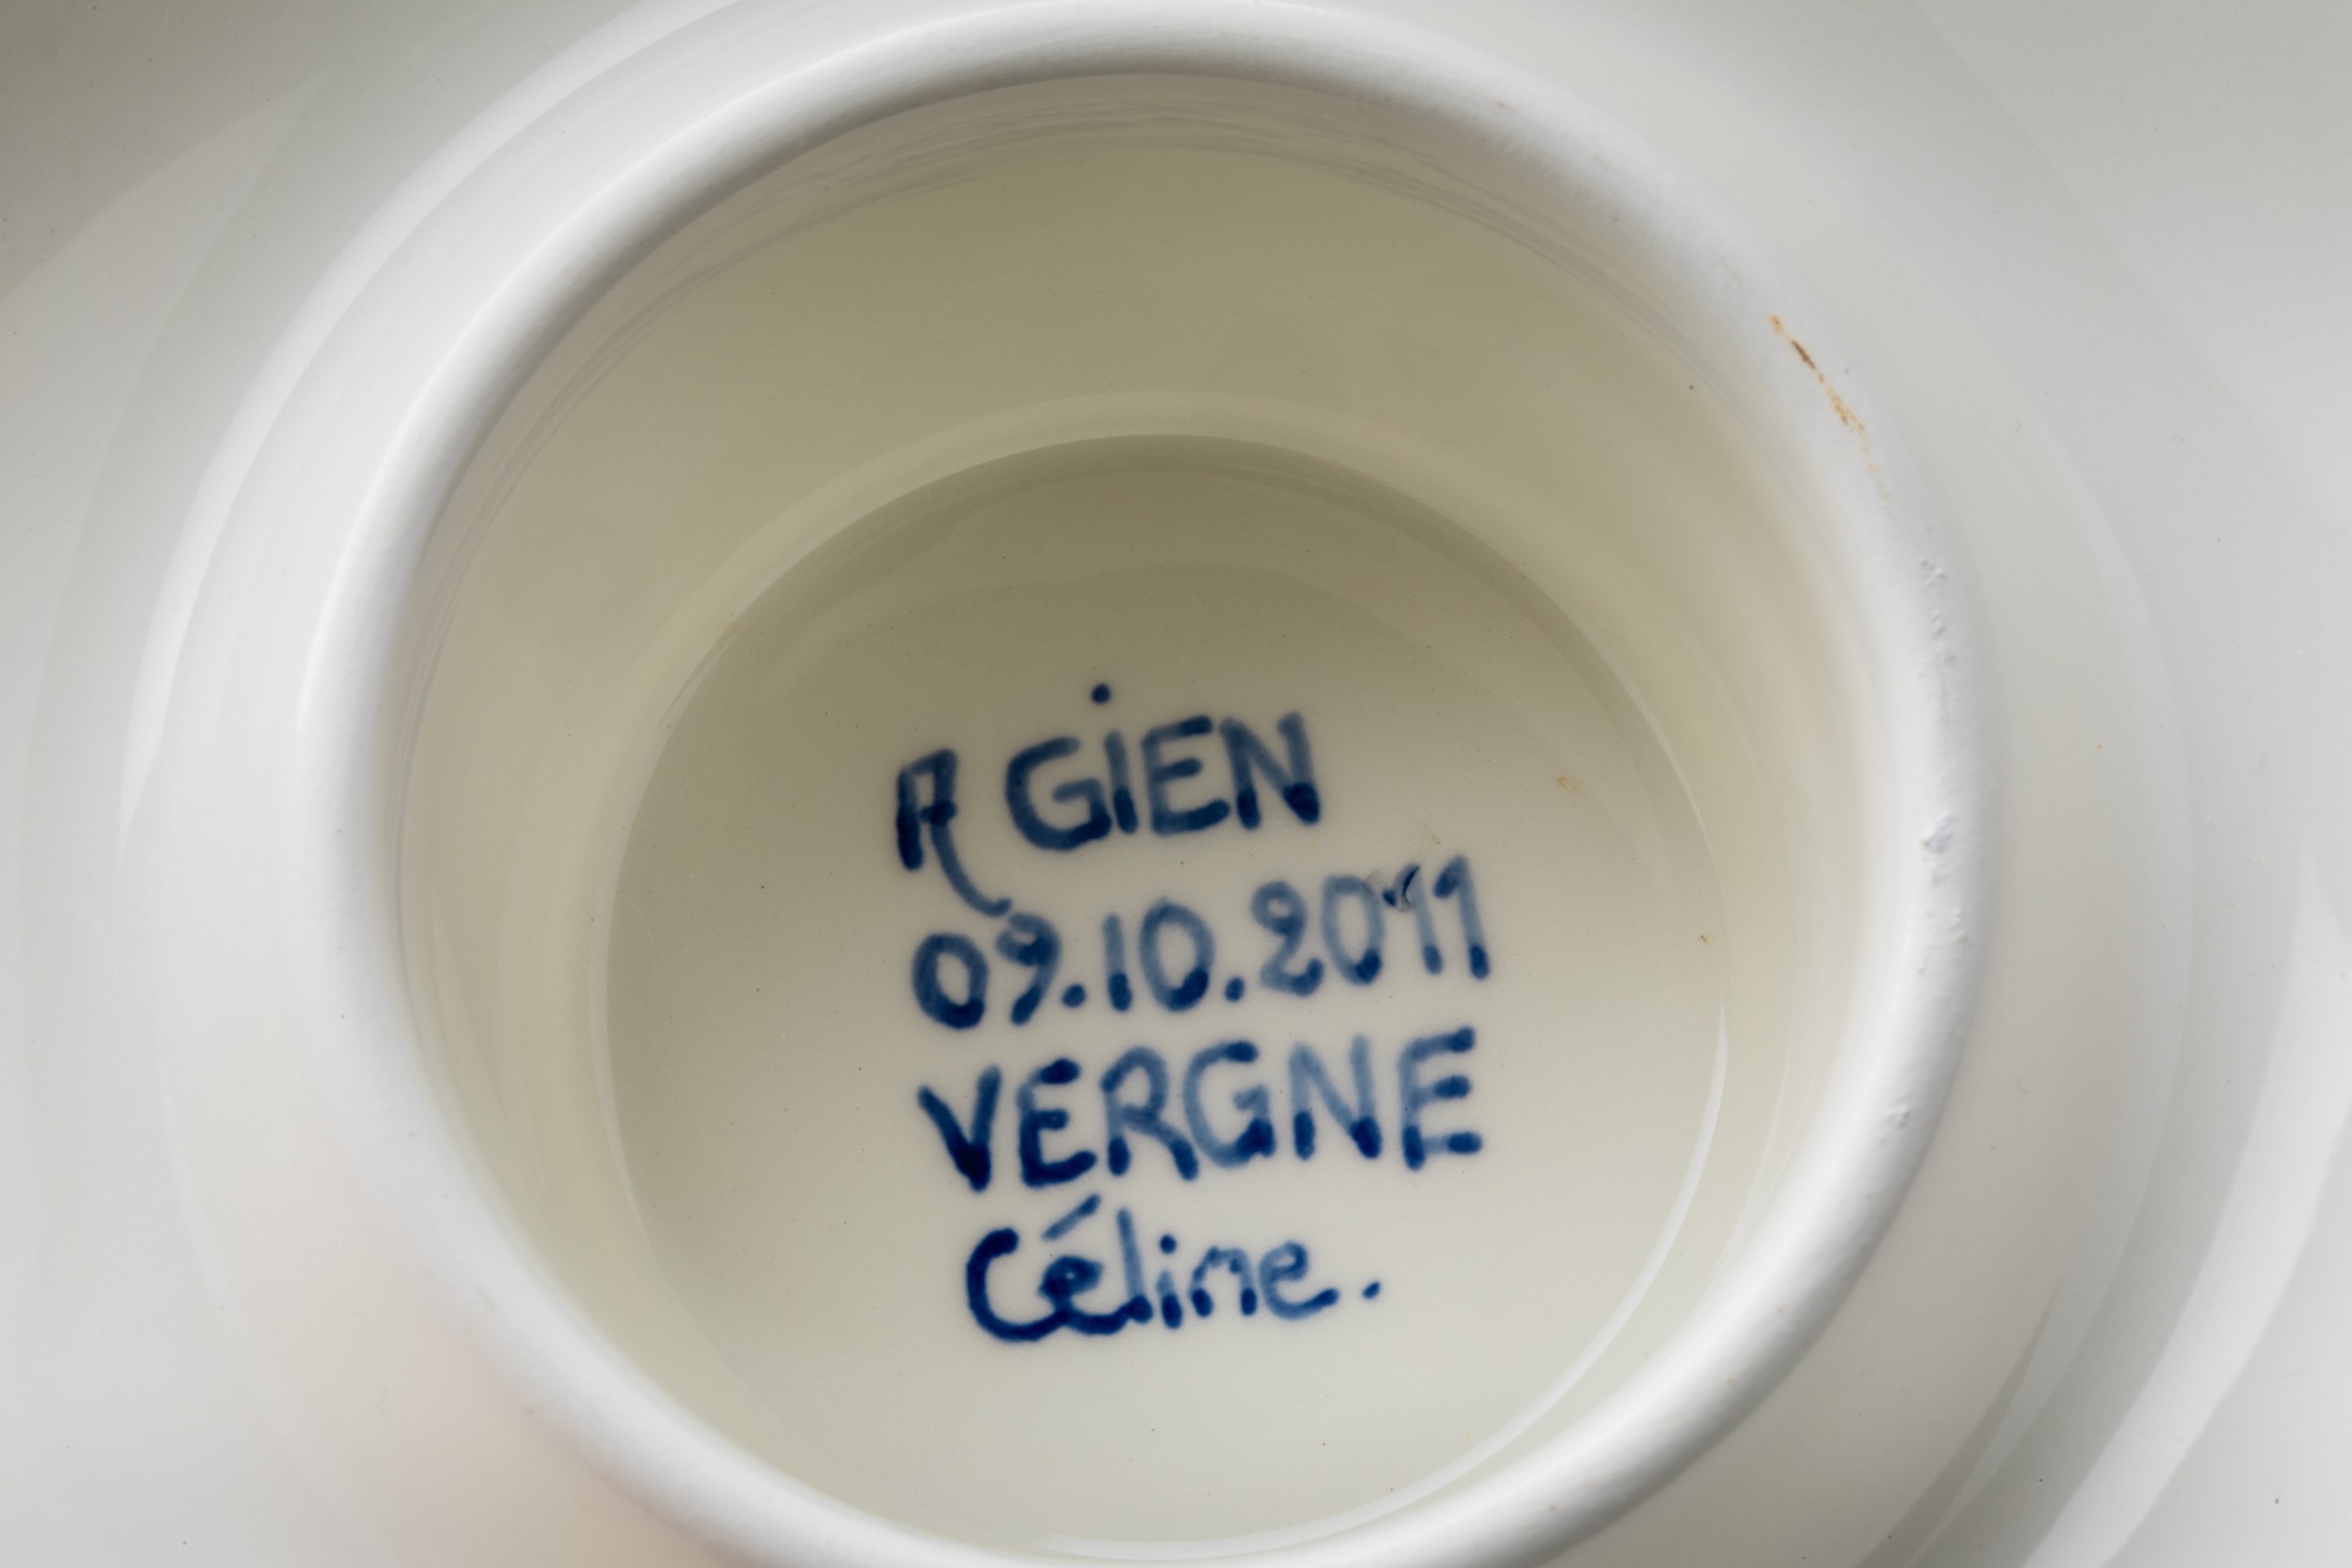 R GiEN
09.10.2011
VERGNE
Céline.